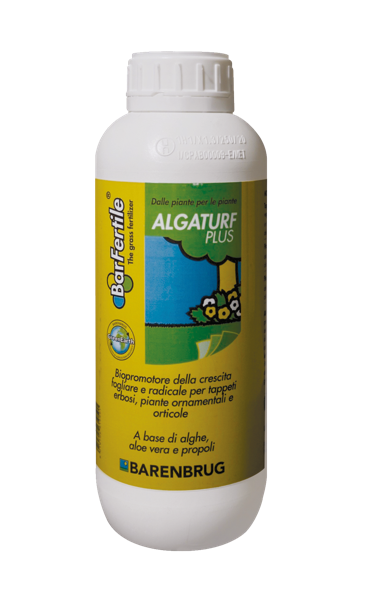 Dalle piante per le piante
ALGATURF
PLUS
BarFertile®
The grass fertilizer
Biopromotore della crescita
fogliare e radicale per tappeti
erbosi, piante ornamentali e
orticole
A base di alghe,
aloe vera e propoli
BARENBRUG